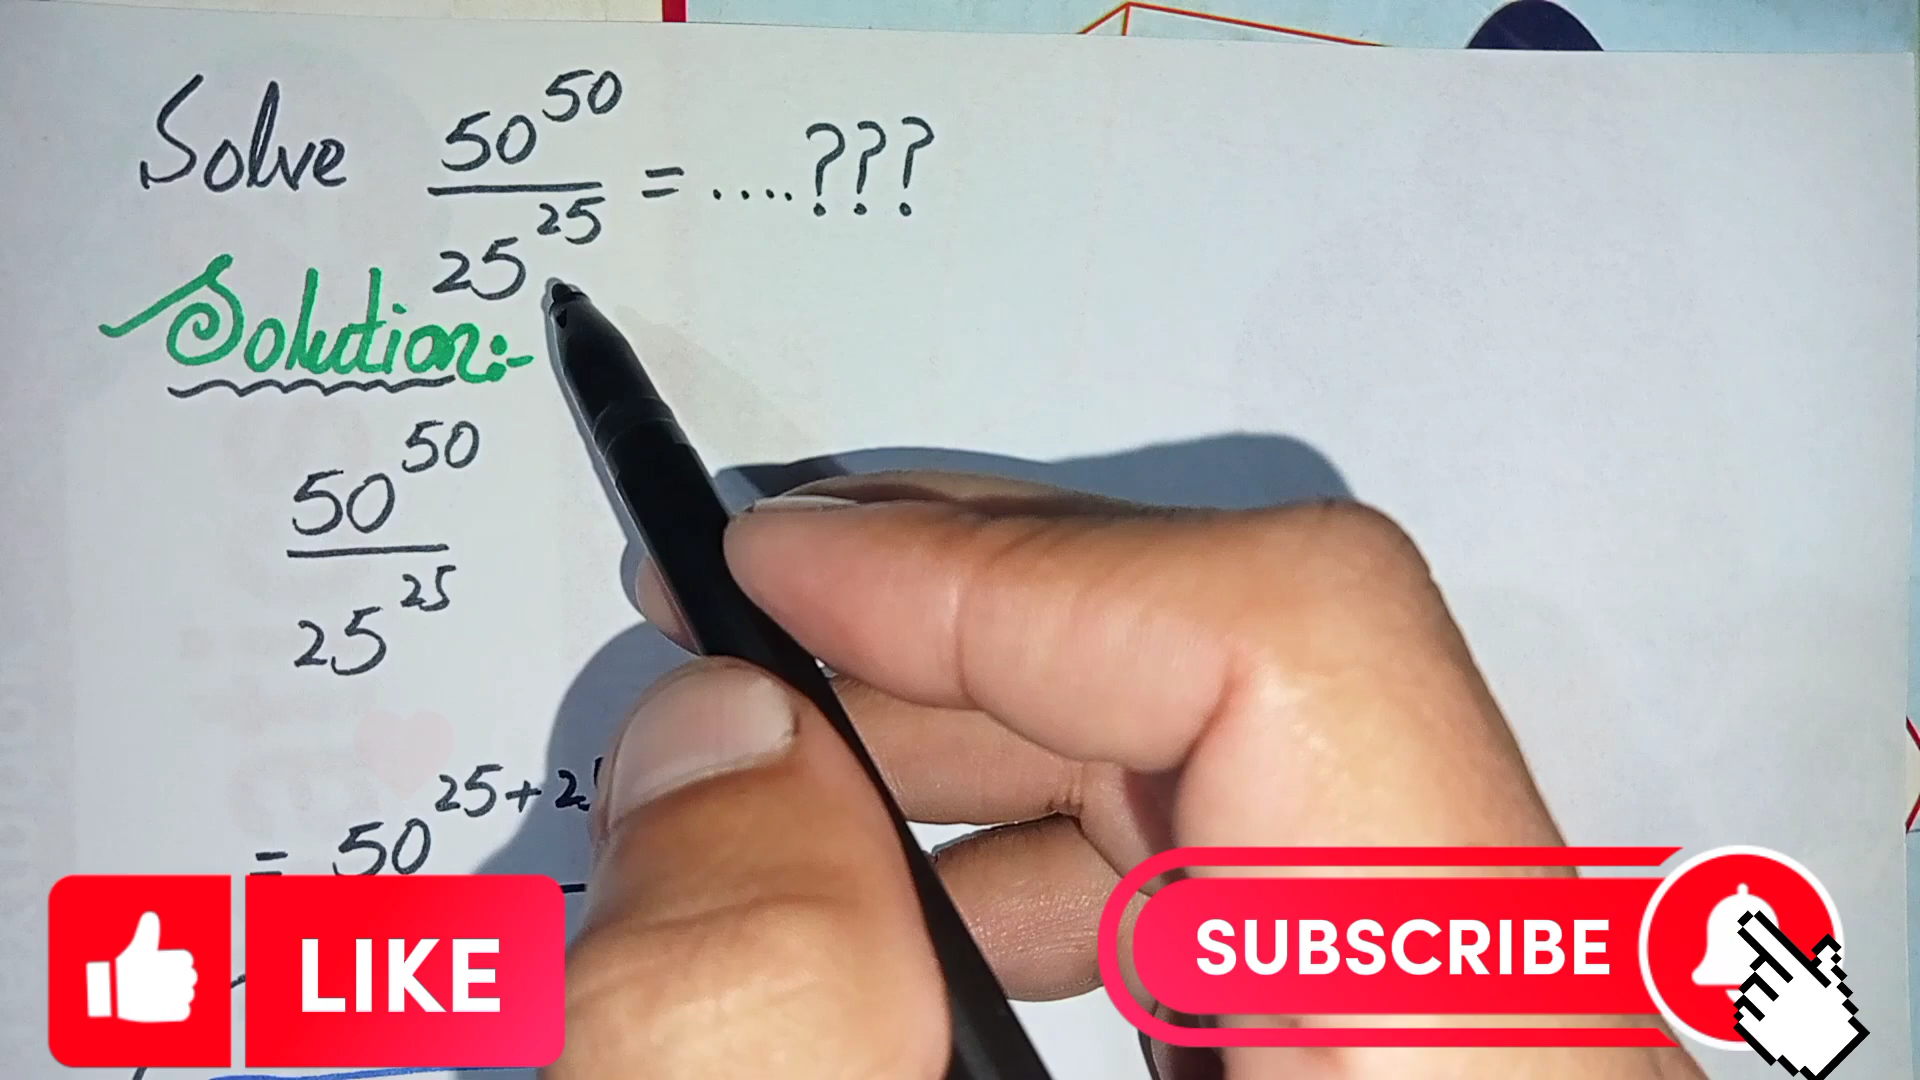 Solve 50^50 / 25^25 = ....???
Solution:-
50^50 / 25^25
= 50^25+2
LIKE
SUBSCRIBE